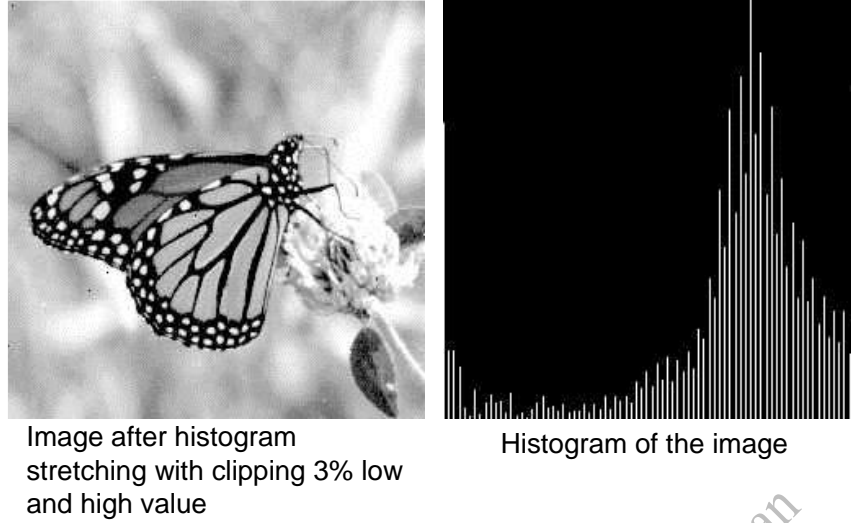 Image after histogram
stretching with clipping 3% low
and high value
Histogram of the image